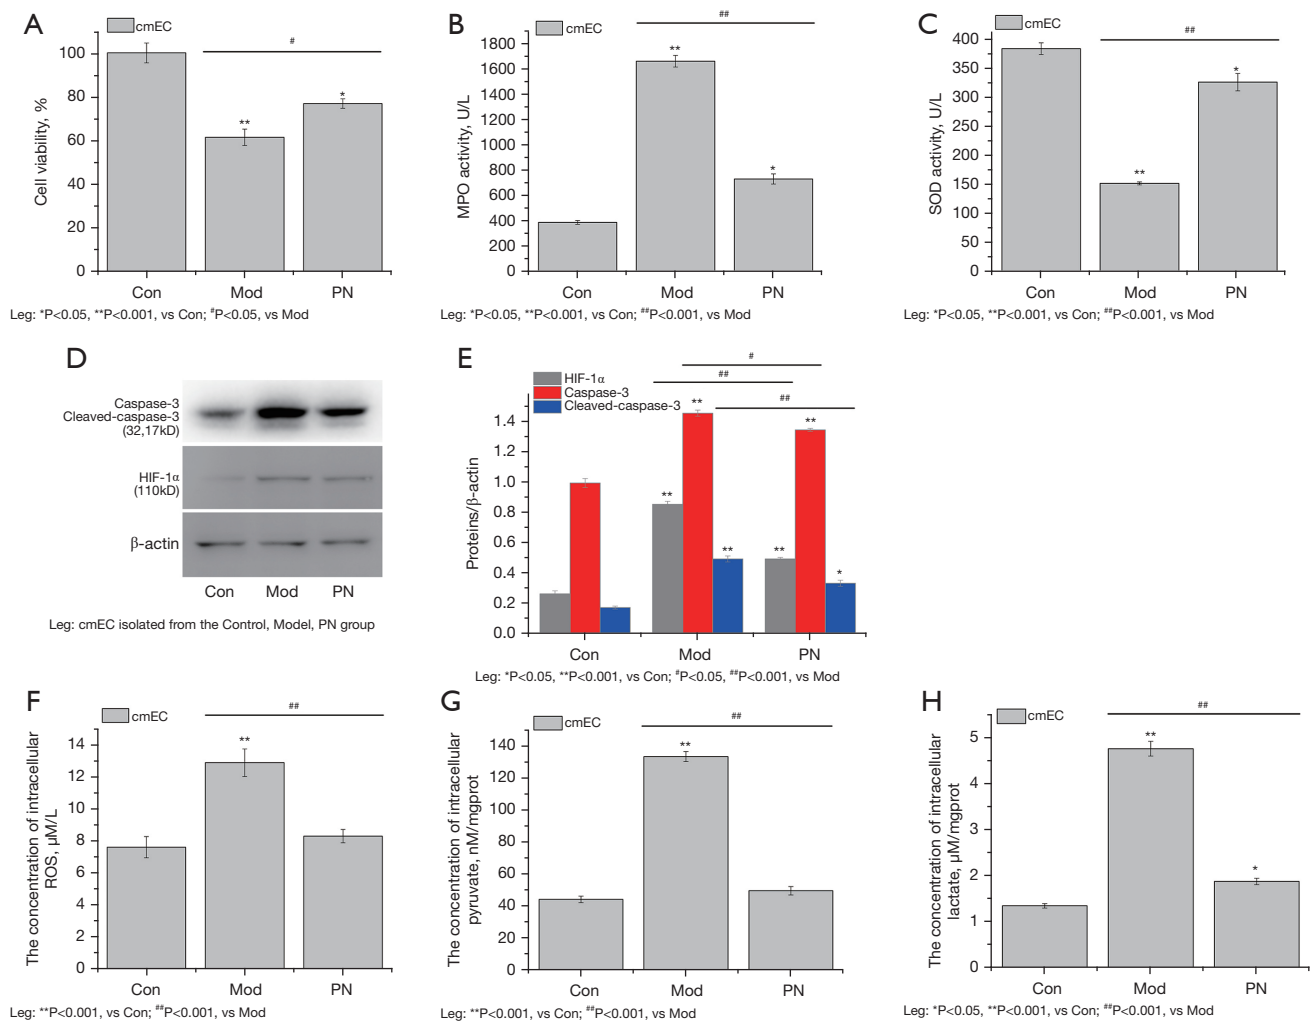 A
cmEC
#
100
80
60
40
20
0
Cell viability, %
**
*
Con Mod PN
Leg: *P<0.05, **P<0.001, vs Con; #P<0.05, vs Mod
B
cmEC
##
1800
1600
1400
1200
1000
800
600
400
200
0
MPO activity, U/L
**
*
Con Mod PN
Leg: *P<0.05, **P<0.001, vs Con; ##P<0.001, vs Mod
C
cmEC
##
400
350
300
250
200
150
100
50
0
SOD activity, U/L
**
*
Con Mod PN
Leg: *P<0.05, **P<0.001, vs Con; ##P<0.001, vs Mod
D
Caspase-3
Cleaved-caspase-3
(32,17kD)
HIF-1α
(110kD)
β-actin
Con Mod PN
Leg: cmEC isolated from the Control, Model, PN group
E
HIF-1α
Caspase-3
Cleaved-caspase-3
#
##
##
1.4
1.2
1.0
0.8
0.6
0.4
0.2
0.0
Proteins/β-actin
**
**
**
**
**
*
Con Mod PN
Leg: *P<0.05, **P<0.001, vs Con; #P<0.05, ##P<0.001, vs Mod
F
cmEC
##
14
12
10
8
6
4
2
0
The concentration of intracellular
ROS, µM/L
**
Con Mod PN
Leg: **P<0.001, vs Con; ##P<0.001, vs Mod
G
cmEC
##
140
120
100
80
60
40
20
0
The concentration of intracellular
pyruvate, nM/mgprot
**
Con Mod PN
Leg: **P<0.001, vs Con; ##P<0.001, vs Mod
H
cmEC
##
5
4
3
2
1
0
The concentration of intracellular
lactate, µM/mgprot
**
*
Con Mod PN
Leg: *P<0.05, **P<0.001, vs Con; ##P<0.001, vs Mod